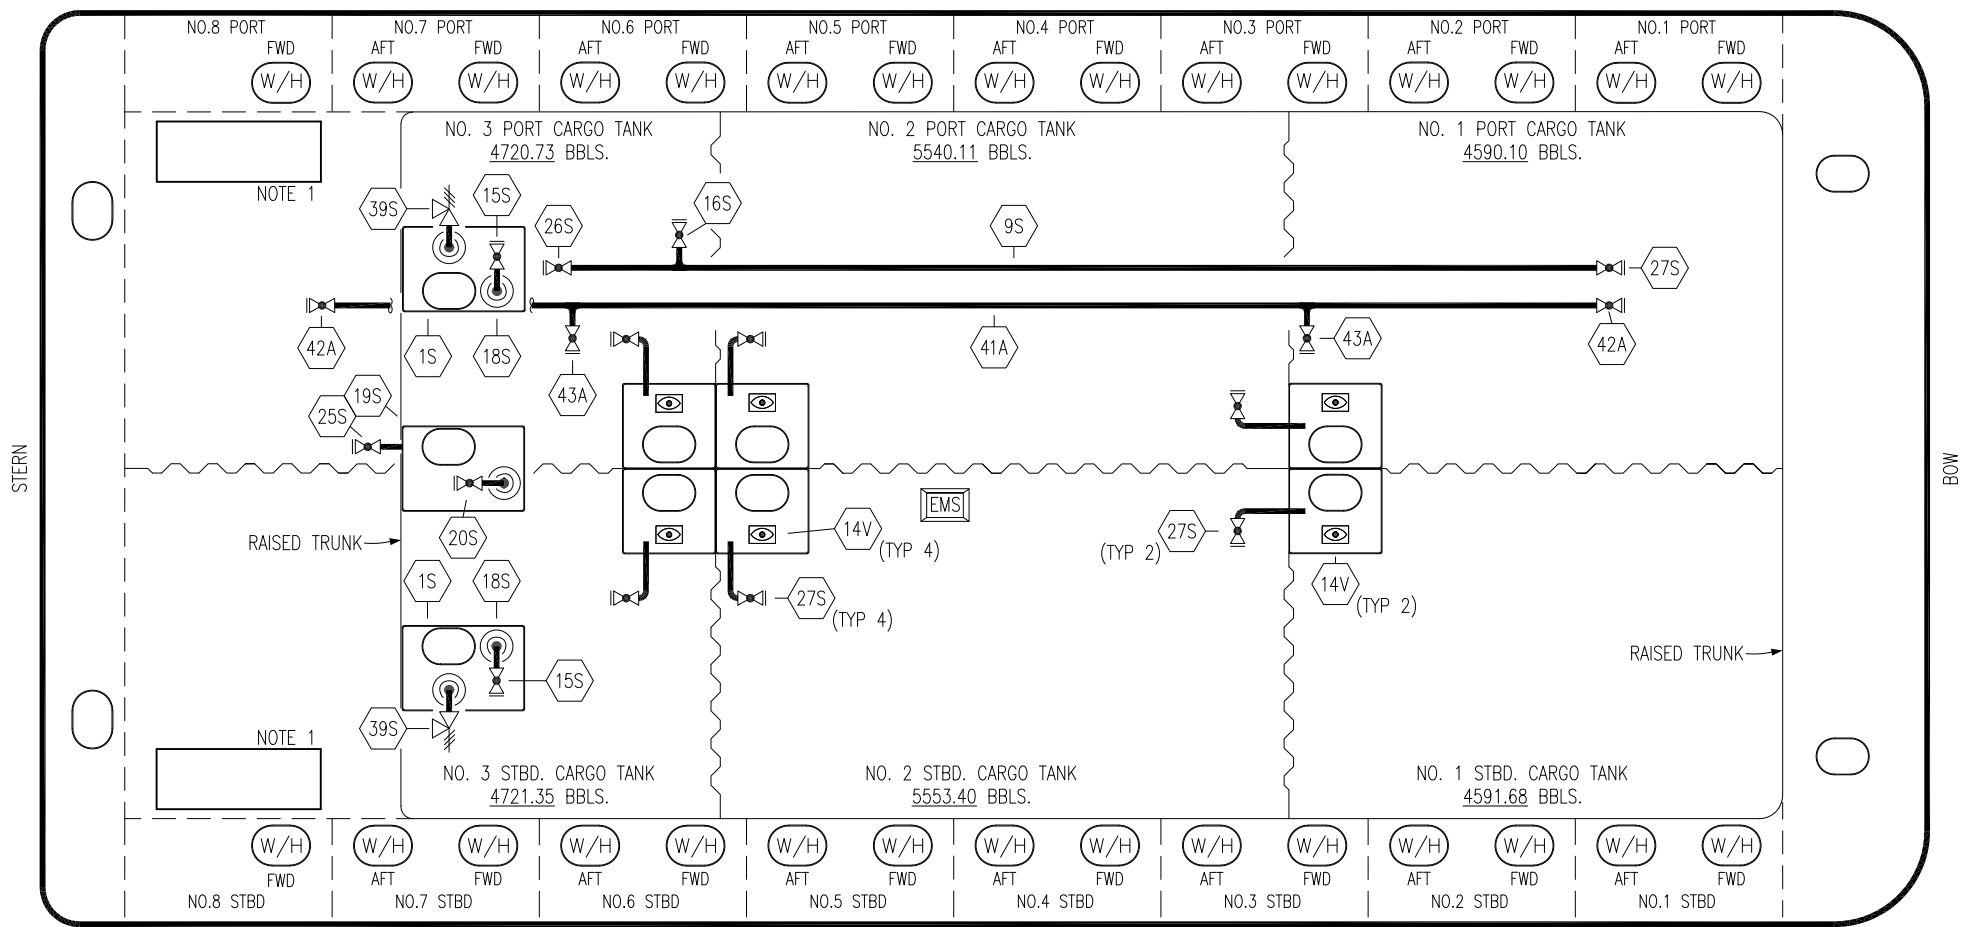 NO.8 PORT NO.7 PORT NO.6 PORT NO.5 PORT NO.4 PORT NO.3 PORT NO.2 PORT NO.1 PORT
FWD AFT FWD AFT FWD AFT FWD AFT FWD AFT FWD AFT FWD AFT FWD
W/H W/H W/H W/H W/H W/H W/H W/H W/H W/H W/H W/H W/H W/H W/H
NO. 3 PORT CARGO TANK NO. 2 PORT CARGO TANK NO. 1 PORT CARGO TANK
4720.73 BBLS. 5540.11 BBLS. 4590.10 BBLS.
NOTE 1
39S 15S 16S
26S 9S
27S
42A 1S 18S 41A 43A 42A
43A
19S
25S
STERN
BOW
EMS
20S 14V 27S
RAISED TRUNK (TYP 4) (TYP 2)
1S 18S 14V
27S (TYP 2)
(TYP 4)
RAISED TRUNK
15S
39S
NOTE 1
NO. 3 STBD. CARGO TANK NO. 2 STBD. CARGO TANK NO. 1 STBD. CARGO TANK
4721.35 BBLS. 5553.40 BBLS. 4591.68 BBLS.
W/H W/H W/H W/H W/H W/H W/H W/H W/H W/H W/H W/H W/H W/H W/H
FWD AFT FWD AFT FWD AFT FWD AFT FWD AFT FWD AFT FWD AFT FWD
NO.8 STBD NO.7 STBD NO.6 STBD NO.5 STBD NO.4 STBD NO.3 STBD NO.2 STBD NO.1 STBD